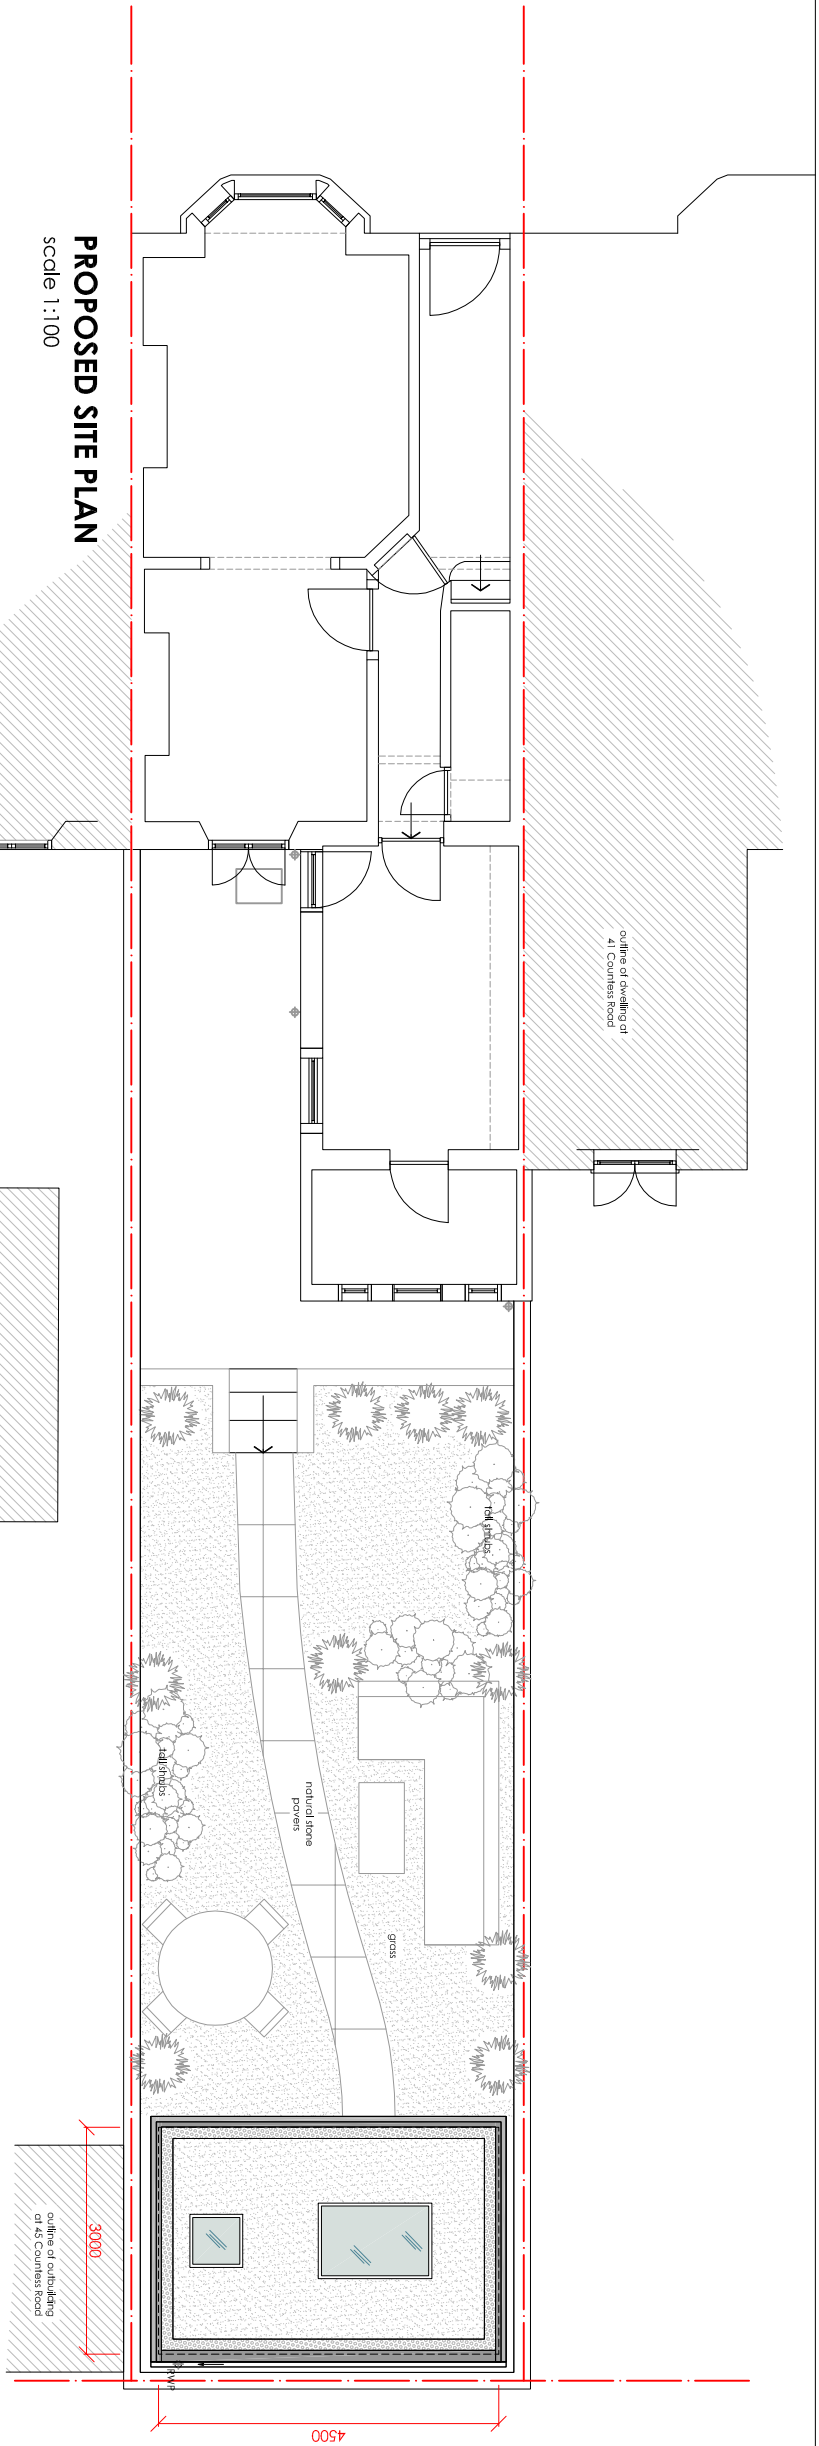 PROPOSED SITE PLAN
scale 1:100
outline of dwelling at
41 Countess Road
tall shrubs
tall shrubs
natural stone
pavers
grass
3000
outline of outbuilding
at 45 Countess Road
RWP
4500